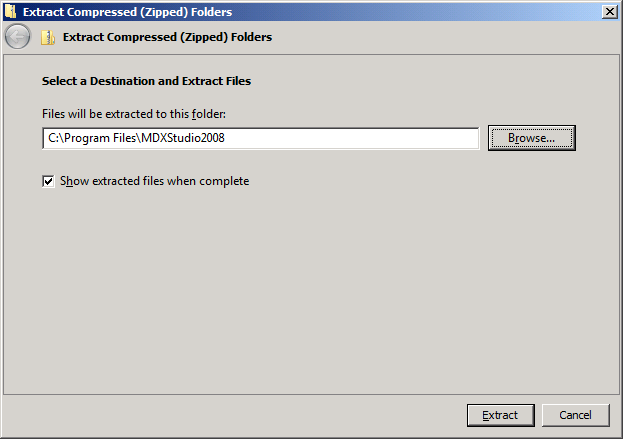 Extract Compressed (Zipped) Folders
Extract Compressed (Zipped) Folders
Select a Destination and Extract Files
Files will be extracted to this folder:
C:\Program Files\MDXStudio2008
Browse...
Show extracted files when complete
Extract
Cancel